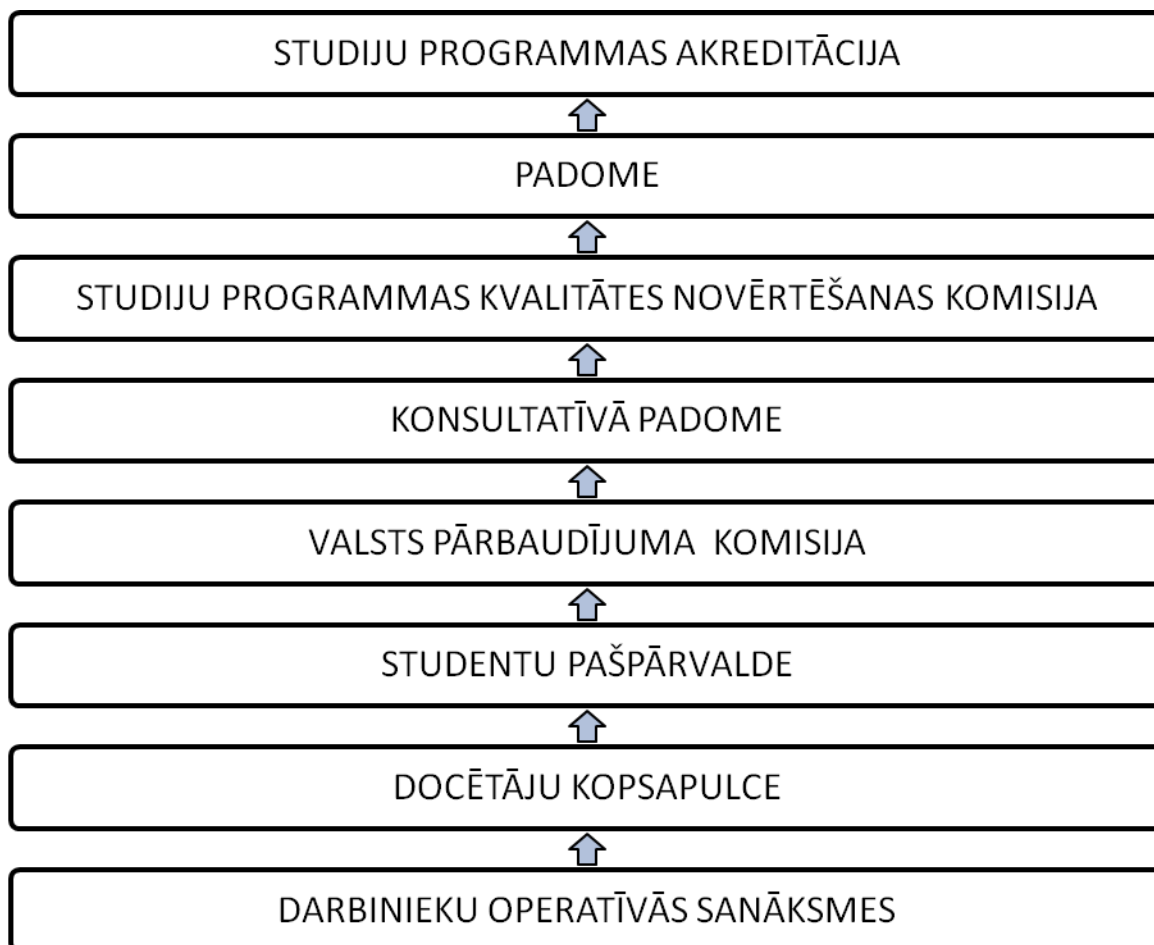 STUDIJU PROGRAMMAS AKREDITĀCIJA
PADOME
STUDIJU PROGRAMMAS KVALITĀTES NOVĒRTĒŠANAS KOMISIJA
KONSULTATĪVĀ PADOME
VALSTS PĀRBAUDĪJUMA KOMISIJA
STUDENTU PAŠPĀRVALDE
DOCĒTĀJU KOPSAPULCE
DARBINIEKU OPERATĪVĀS SANĀKSMES